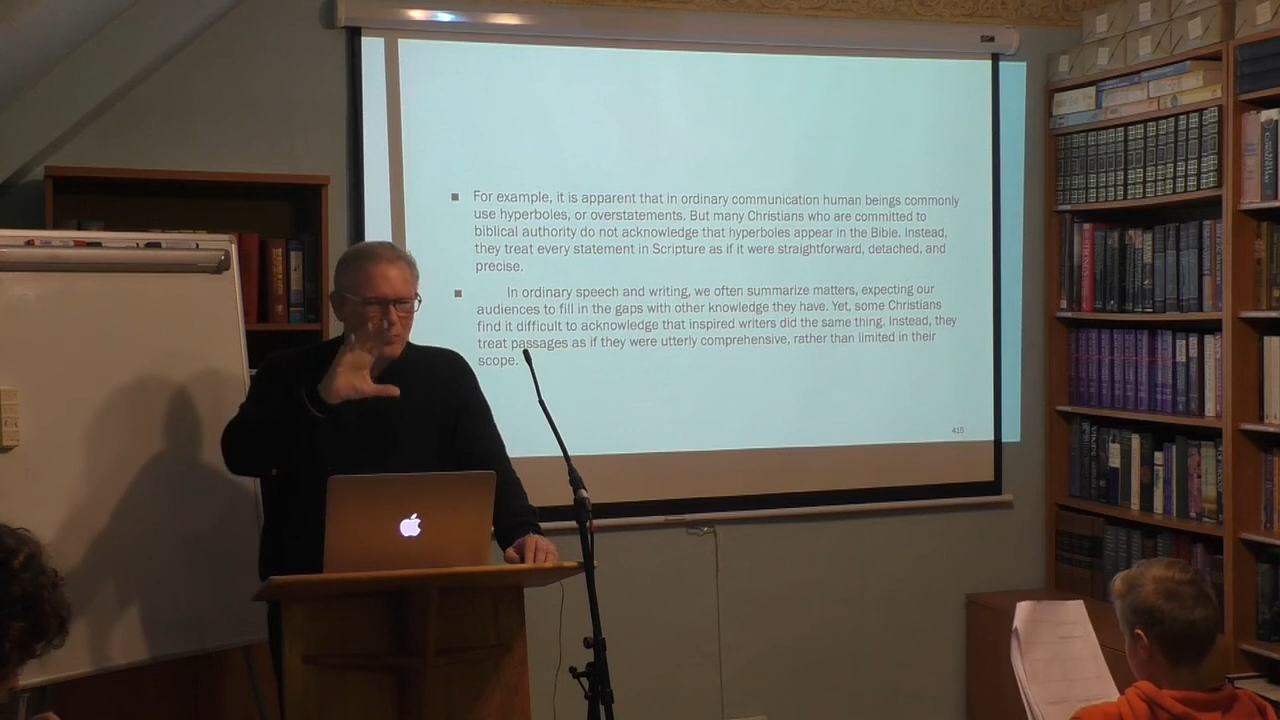 For example, it is apparent that in ordinary communication human beings commonly
use hyperboles, or overstatements. But many Christians who are committed to
biblical authority do not acknowledge that hyperboles appear in the Bible. Instead,
they treat every statement in Scripture as if it were straightforward, detached, and
precise.
In ordinary speech and writing, we often summarize matters, expecting our
audiences to fill in the gaps with other knowledge they have. Yet, some Christians
find it difficult to acknowledge that inspired writers did the same thing. Instead, they
treat passages as if they were utterly comprehensive, rather than limited in their
scope.
415